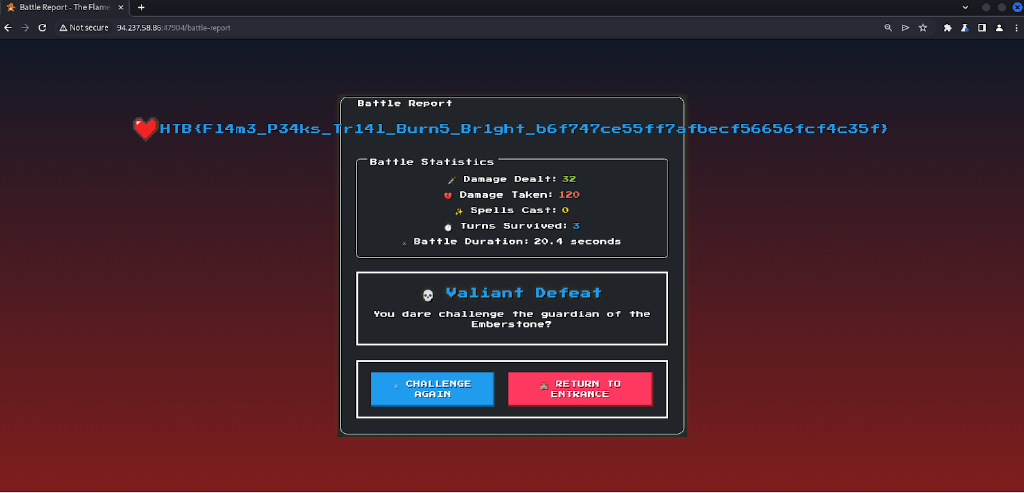 Battle Report - The Flame
Not secure
94.237.58.86:47904/battle-report
Battle Report
HTB{Fl4m3_P34ks_Tr14l_Burn5_Br1ght_b6f747ce55ff7afbecf56656fcf4c35f}
Battle Statistics
Damage Dealt: 32
Damage Taken: 120
Spells Cast: 0
Turns Survived: 3
Battle Duration: 20.4 seconds
Valiant Defeat
You dare challenge the guardian of the
Emberstone?
CHALLENGE
AGAIN
RETURN TO
ENTRANCE